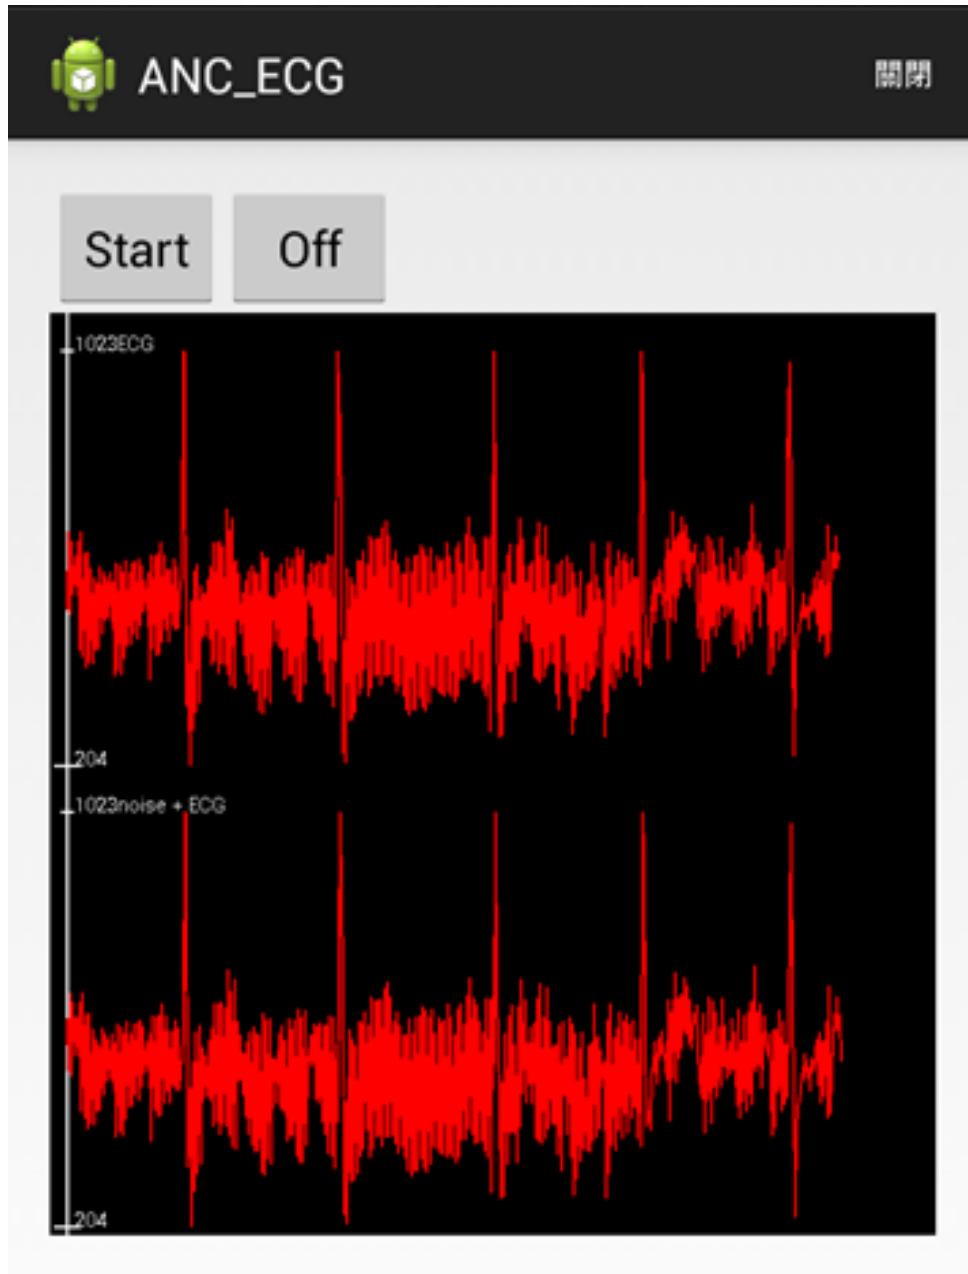 ANC_ECG 關閉
Start Off
1023ECG
204
1023noise + ECG
204